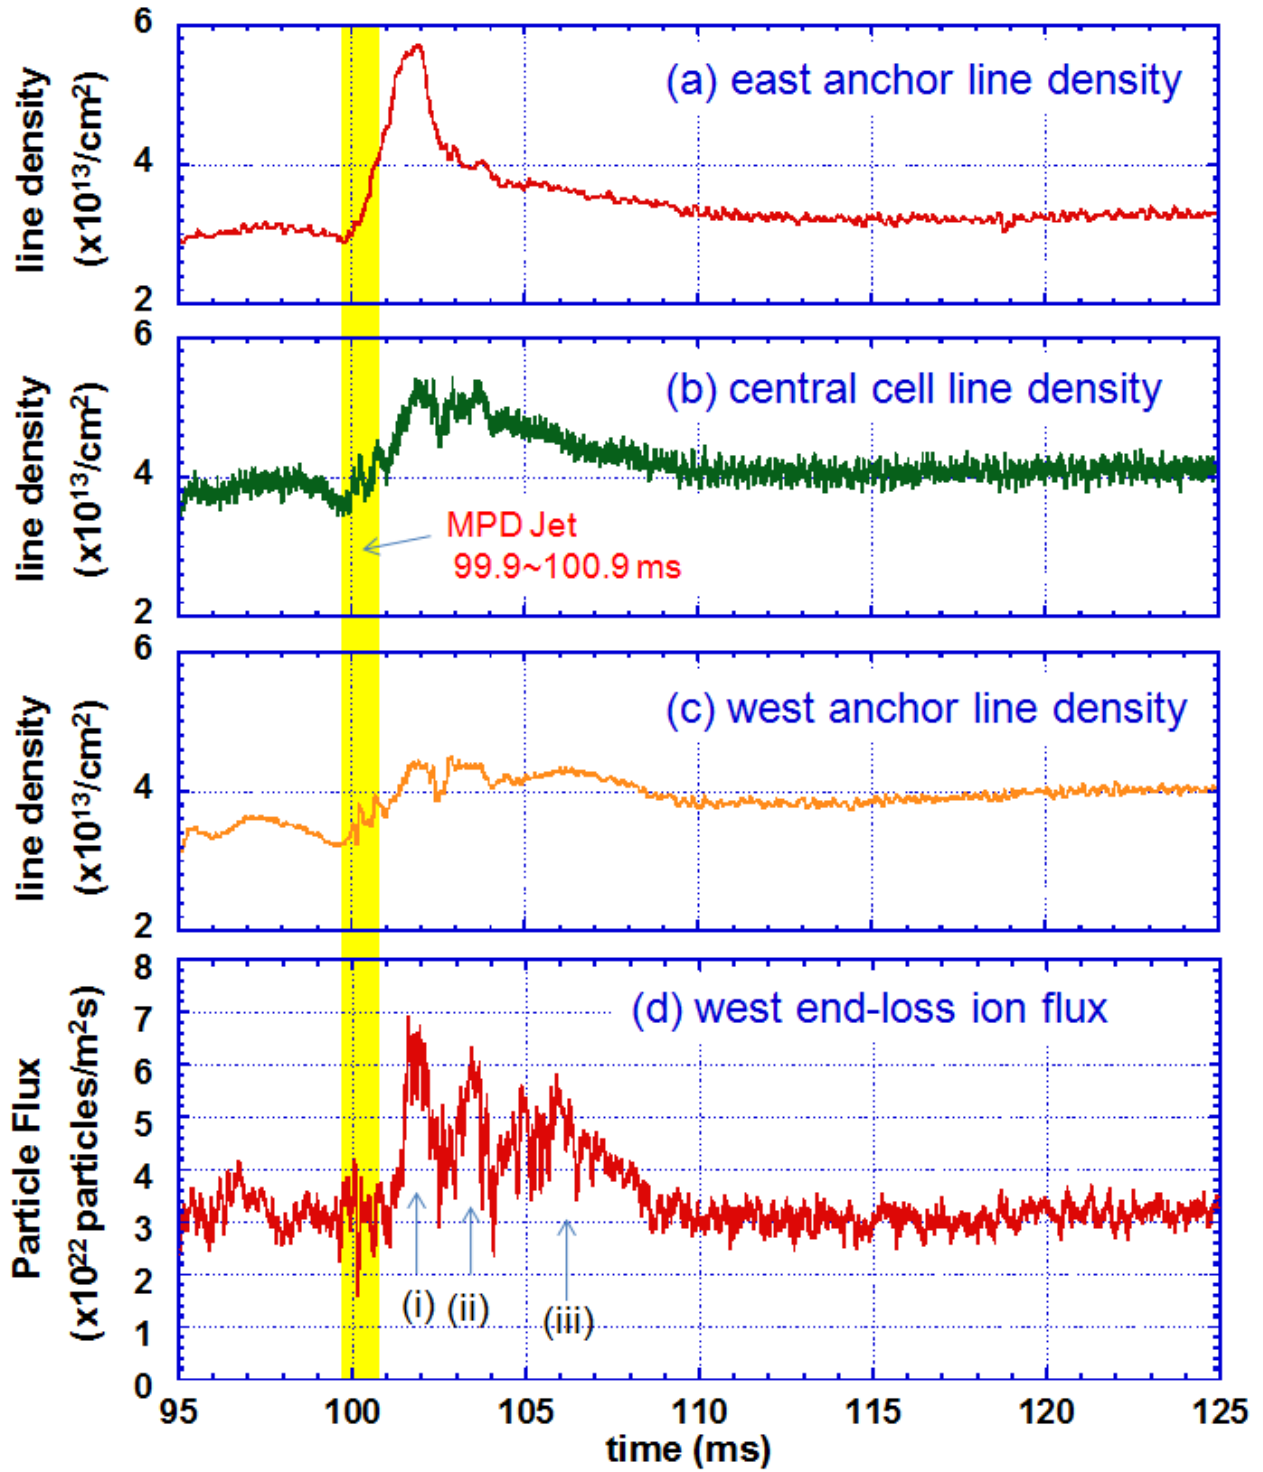 6
4
2
line density
(x10¹³/cm²)
(a) east anchor line density
6
4
2
line density
(x10¹³/cm²)
(b) central cell line density
MPD Jet
99.9~100.9 ms
6
4
2
line density
(x10¹³/cm²)
(c) west anchor line density
8
7
6
5
4
3
2
1
0
Particle Flux
(x10²² particles/m²s)
(d) west end-loss ion flux
(i) (ii) (iii)
95 100 105 110 115 120 125
time (ms)